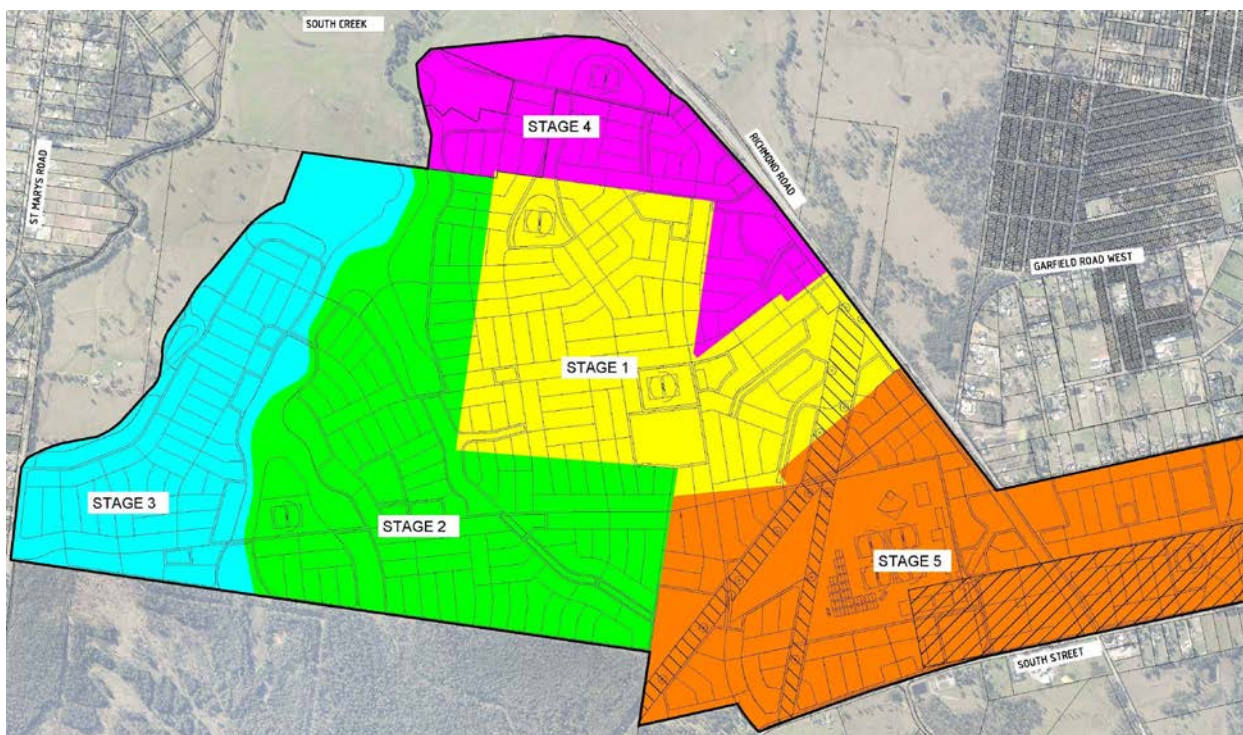 SOUTH CREEK
STAGE 4
RICHMOND ROAD
ST MARYS ROAD
GARFIELD ROAD WEST
STAGE 1
STAGE 3
STAGE 2
STAGE 5
SOUTH STREET